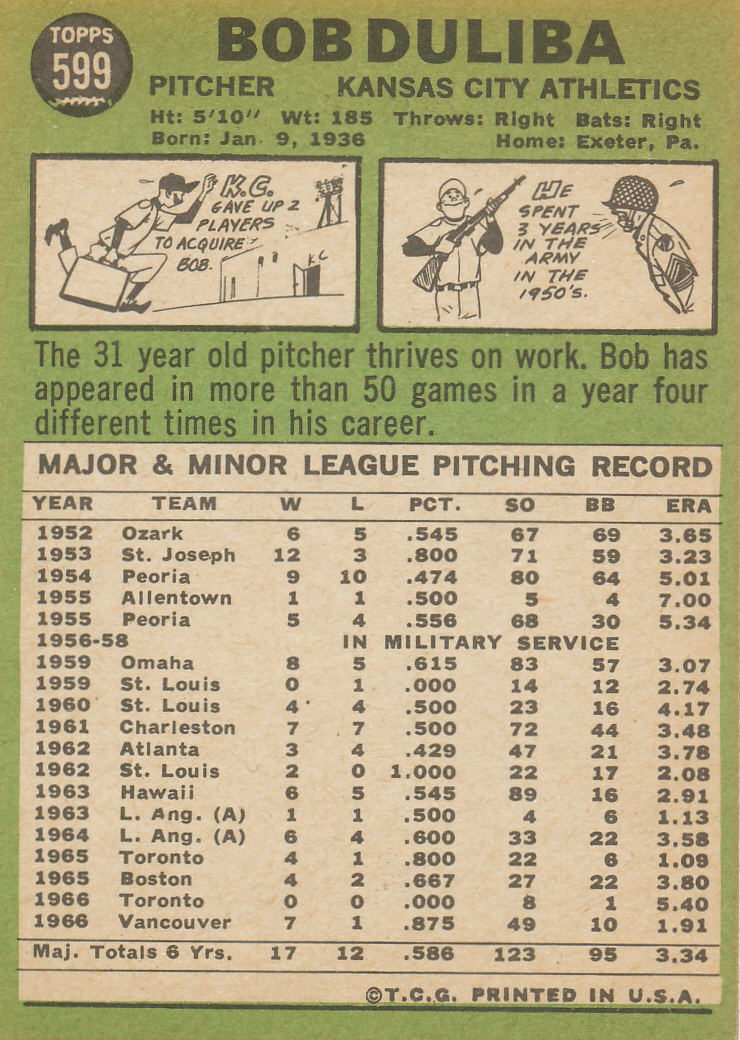 TOPPS
599
BOB DULIBA
PITCHER KANSAS CITY ATHLETICS
Ht: 5'10" Wt: 185 Throws: Right Bats: Right
Born: Jan. 9, 1936 Home: Exeter, Pa.
K.C.
GAVE UP 2
PLAYERS
TO ACQUIRE
BOB.
KC
HE
SPENT
3 YEARS
IN THE
ARMY
IN THE
1950'S.
The 31 year old pitcher thrives on work. Bob has
appeared in more than 50 games in a year four
different times in his career.
MAJOR & MINOR LEAGUE PITCHING RECORD
YEAR TEAM W L PCT. SO BB ERA
1952 Ozark 6 5 .545 67 69 3.65
1953 St. Joseph 12 3 .800 71 59 3.23
1954 Peoria 9 10 .474 80 64 5.01
1955 Allentown 1 1 .500 5 4 7.00
1955 Peoria 5 4 .556 68 30 5.34
1956-58 IN MILITARY SERVICE
1959 Omaha 8 5 .615 83 57 3.07
1959 St. Louis 0 1 .000 14 12 2.74
1960 St. Louis 4 4 .500 23 16 4.17
1961 Charleston 7 7 .500 72 44 3.48
1962 Atlanta 3 4 .429 47 21 3.78
1962 St. Louis 2 0 1.000 22 17 2.08
1963 Hawaii 6 5 .545 89 16 2.91
1963 L. Ang. (A) 1 1 .500 4 6 1.13
1964 L. Ang. (A) 6 4 .600 33 22 3.58
1965 Toronto 4 1 .800 22 6 1.09
1965 Boston 4 2 .667 27 22 3.80
1966 Toronto 0 0 .000 8 1 5.40
1966 Vancouver 7 1 .875 49 10 1.91
Maj. Totals 6 Yrs. 17 12 .586 123 95 3.34
©T.C.G. PRINTED IN U.S.A.